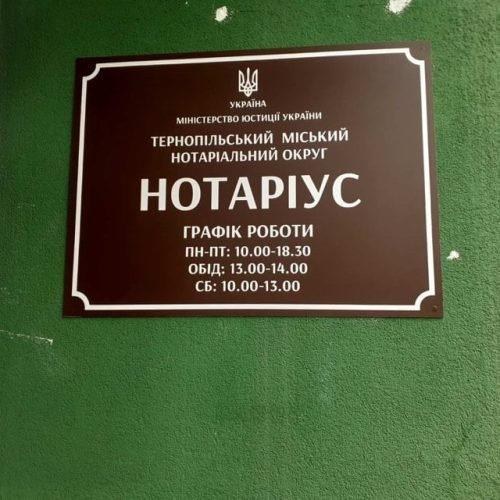 УКРАЇНА
МІНІСТЕРСТВО ЮСТИЦІЇ УКРАЇНИ
ТЕРНОПІЛЬСЬКИЙ МІСЬКИЙ
НОТАРІАЛЬНИЙ ОКРУГ
НОТАРІУС
ГРАФІК РОБОТИ
ПН-ПТ: 10.00-18.30
ОБІД: 13.00-14.00
СБ: 10.00-13.00